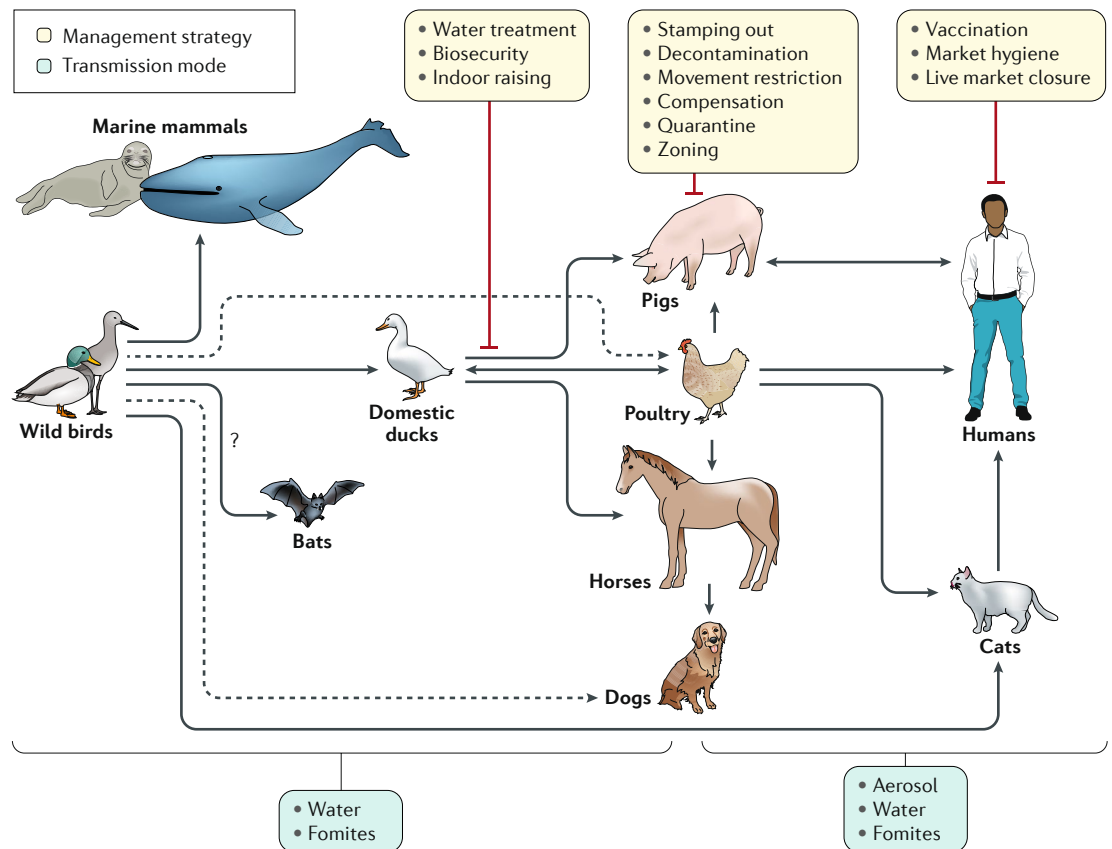 Management strategy
Transmission mode
• Water treatment
• Biosecurity
• Indoor raising
• Stamping out
• Decontamination
• Movement restriction
• Compensation
• Quarantine
• Zoning
• Vaccination
• Market hygiene
• Live market closure
Marine mammals
Pigs
Wild birds
Domestic
ducks
Poultry
Humans
?
Bats
Horses
Cats
Dogs
• Water
• Fomites
• Aerosol
• Water
• Fomites